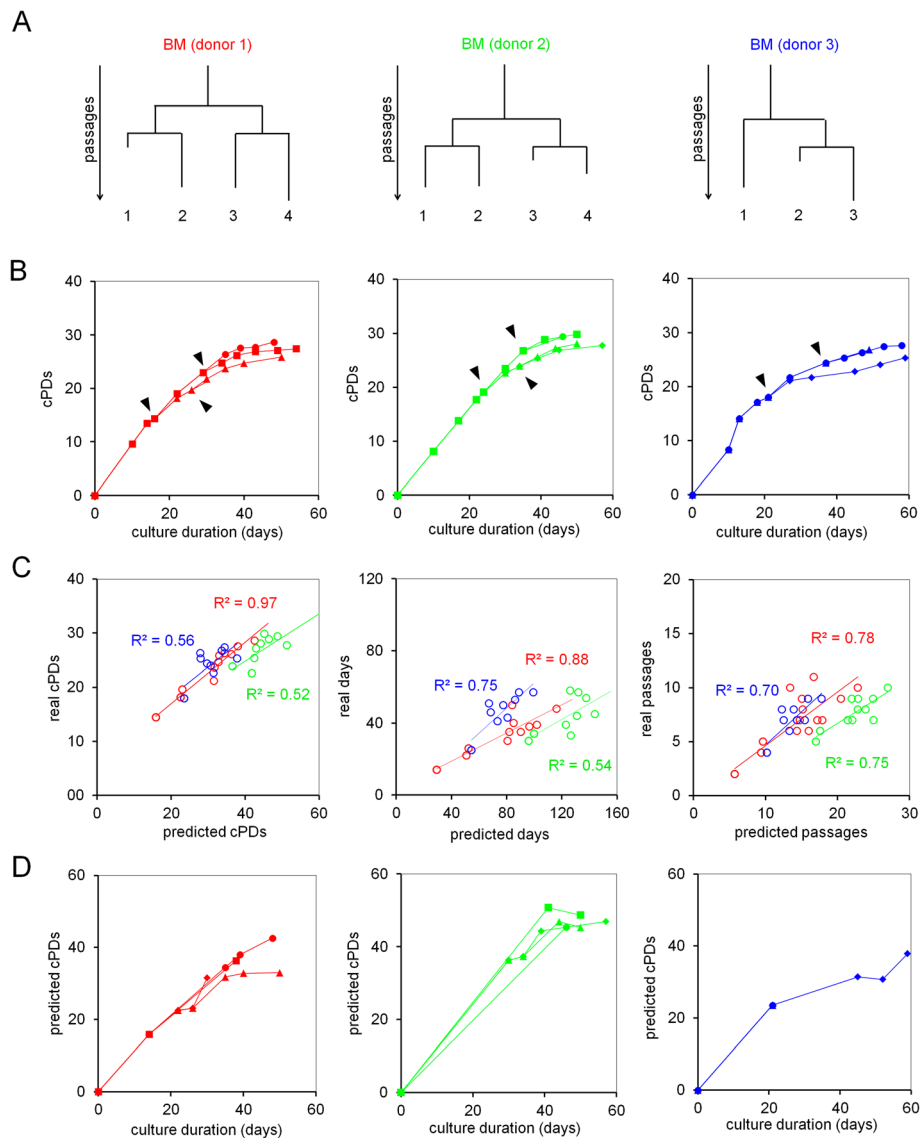 A
BM (donor 1)
BM (donor 2)
BM (donor 3)
passages
passages
passages
1 2 3 4
1 2 3 4
1 2 3
B
40
30
20
10
0
cPDs
0 20 40 60
culture duration (days)
40
30
20
10
0
cPDs
0 20 40 60
culture duration (days)
40
30
20
10
0
cPDs
0 20 40 60
culture duration (days)
C
40
30
20
10
00
real cPDs
R² = 0.97
R² = 0.56
R² = 0.52
0 20 40 60
predicted cPDs
120
80
40
0
real days
R² = 0.88
R² = 0.75
R² = 0.54
0 40 80 120 160
predicted days
20
15
10
5
0
real passages
R² = 0.78
R² = 0.70
R² = 0.75
0 10 20 30
predicted passages
D
60
40
20
0
predicted cPDs
0 20 40 60
culture duration (days)
60
40
20
0
predicted cPDs
0 20 40 60
culture duration (days)
60
40
20
0
predicted cPDs
0 20 40 60
culture duration (days)